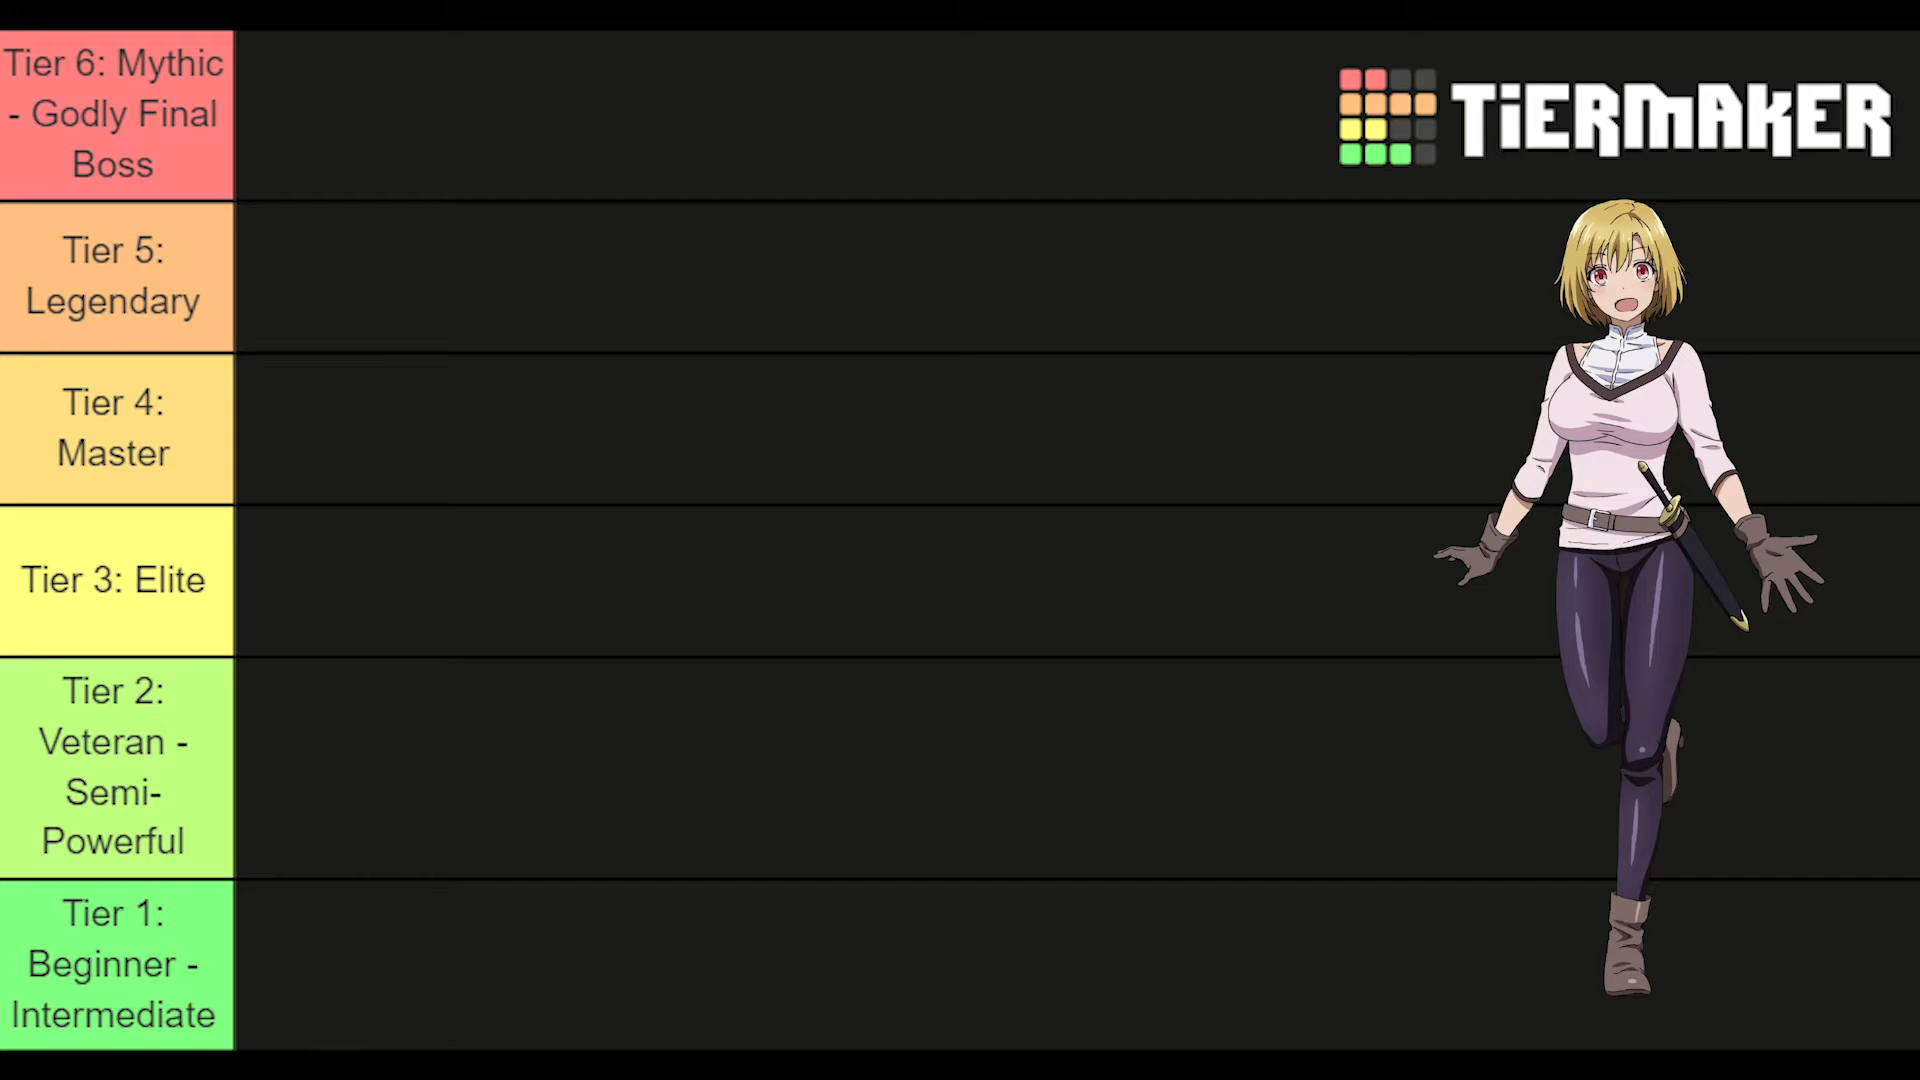 Tier 6: Mythic
- Godly Final
Boss
TiERMAKER
Tier 5:
Legendary
Tier 4:
Master
Tier 3: Elite
Tier 2:
Veteran -
Semi-
Powerful
Tier 1:
Beginner -
Intermediate